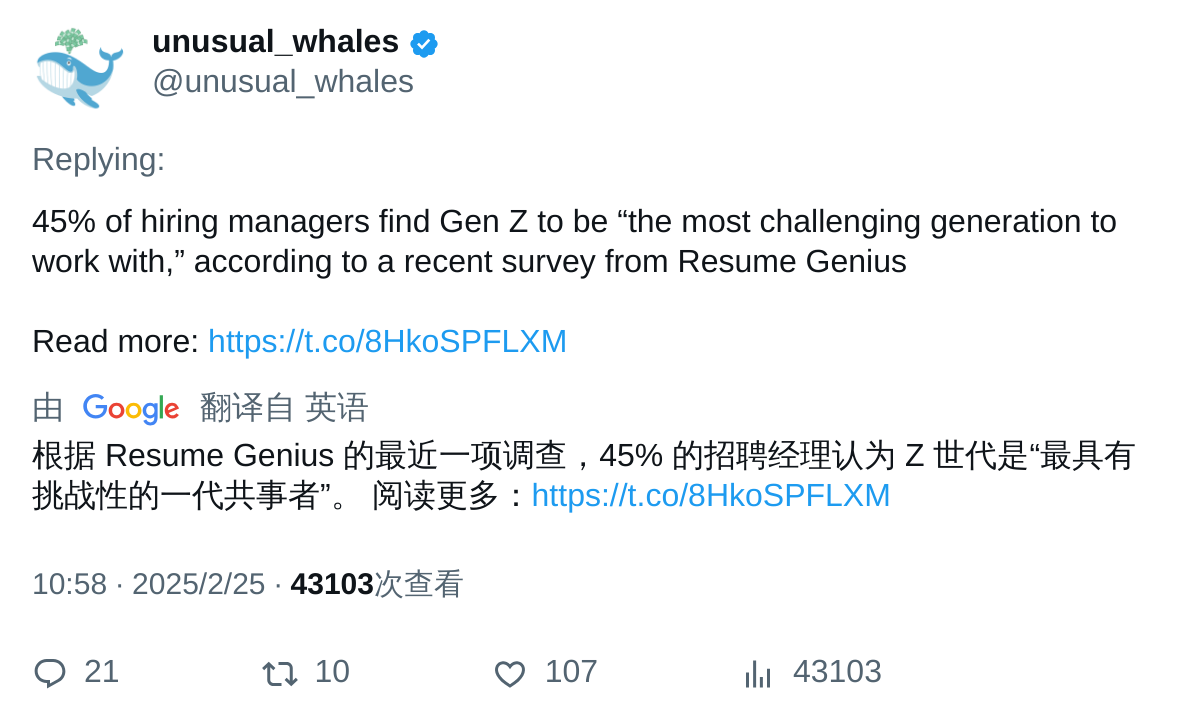 unusual_whales
@unusual_whales
Replying:
45% of hiring managers find Gen Z to be “the most challenging generation to
work with,” according to a recent survey from Resume Genius
Read more: https://t.co/8HkoSPFLXM
由 Google 翻译自 英语
根据 Resume Genius 的最近一项调查，45% 的招聘经理认为 Z 世代是“最具有
挑战性的一代共事者”。 阅读更多：https://t.co/8HkoSPFLXM
10:58 · 2025/2/25 · 43103次查看
21 10 107 43103